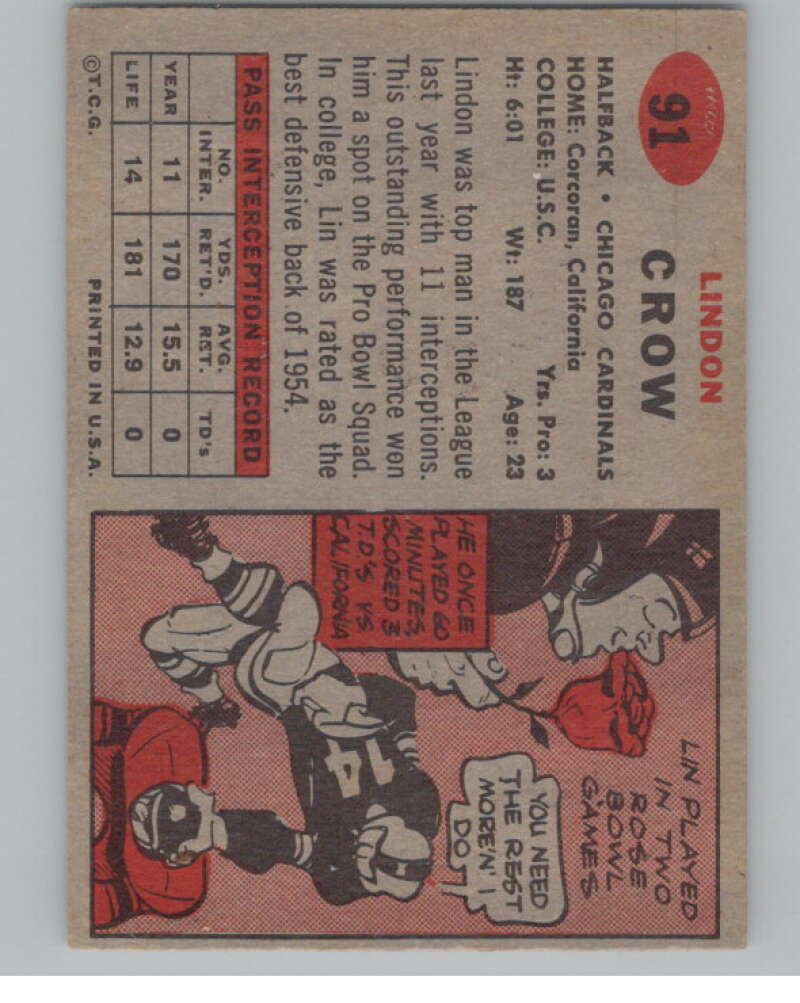 91
LINDON
CROW
HALFBACK • CHICAGO CARDINALS
HOME: Corcoran, California
COLLEGE: U.S.C. Yrs. Pro: 3
Ht: 6:01 Wt: 187 Age: 23
Lindon was top man in the League
last year with 11 interceptions.
This outstanding performance won
him a spot on the Pro Bowl Squad.
In college, Lin was rated as the
best defensive back of 1954.
PASS INTERCEPTION RECORD
NO. INTER. YDS. RET'D. AVG. RET. TD's
YEAR 11 170 15.5 0
LIFE 14 181 12.9 0
©T.C.G. PRINTED IN U.S.A.
LIN PLAYED
IN TWO
ROSE
BOWL
GAMES
HE ONCE
PLAYED 60
MINUTES,
SCORED 3
T.D'S VS.
CALIFORNIA
YOU NEED
THE REST
MOREN' I
DO
14